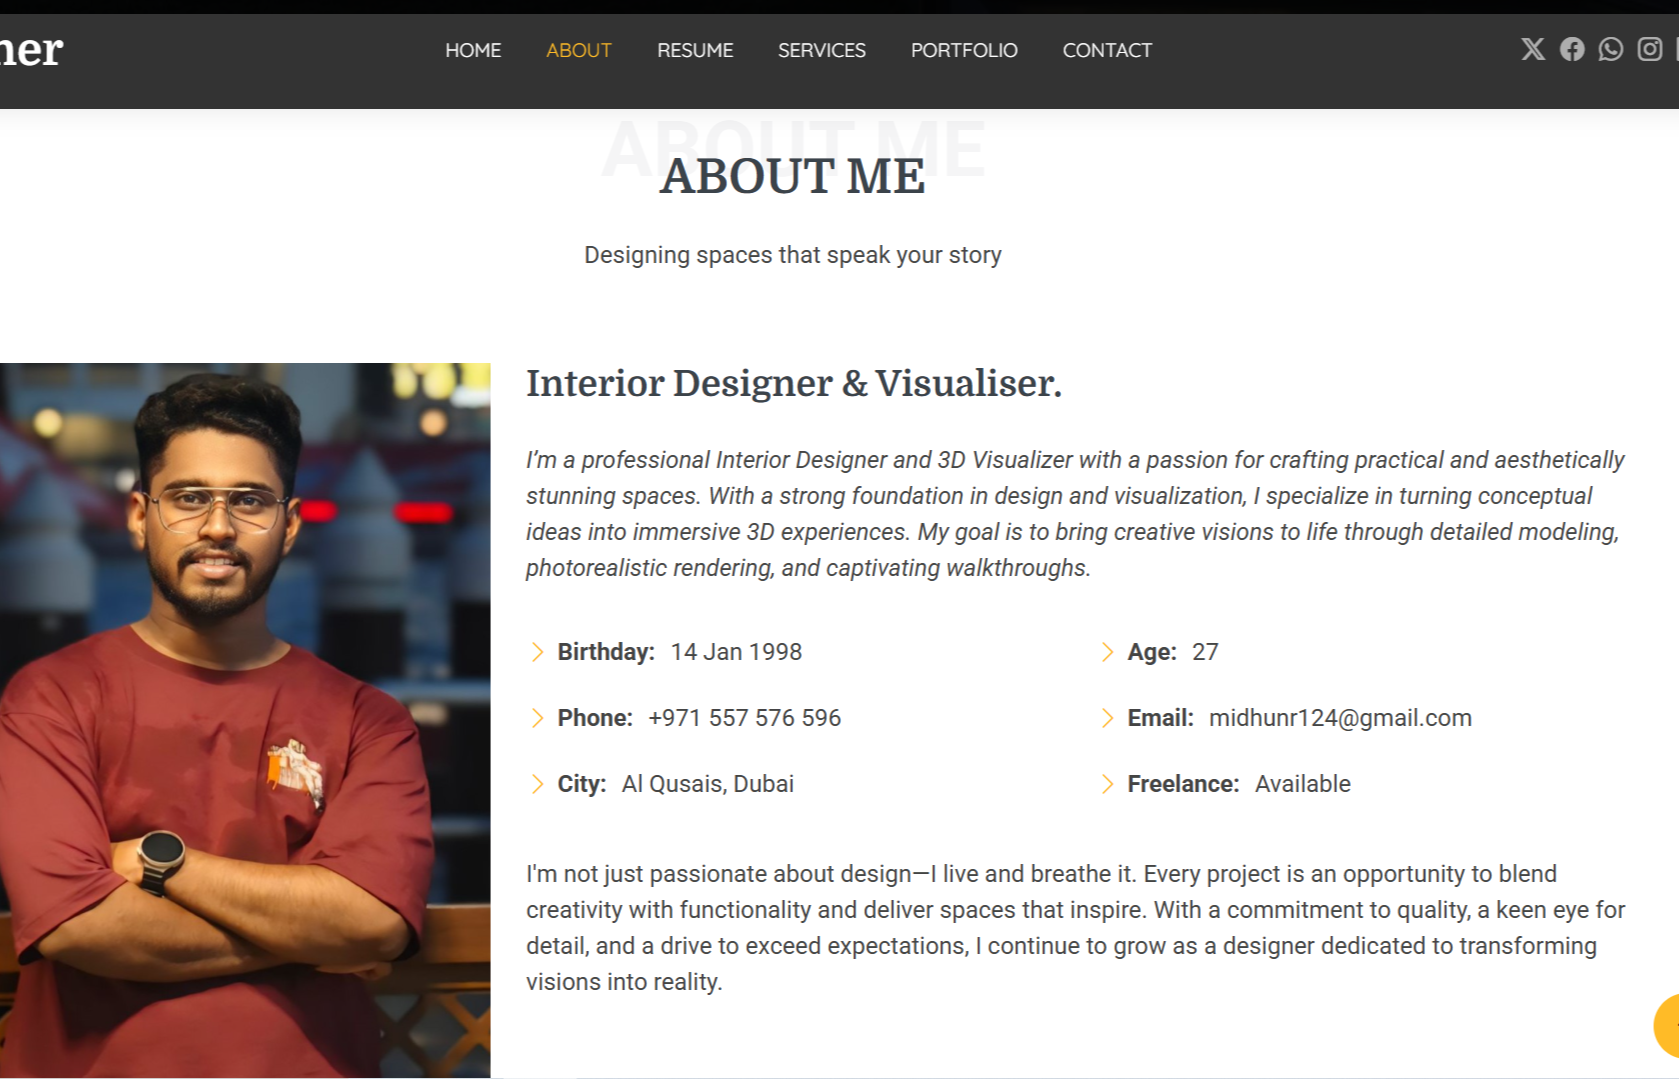 ner
HOME ABOUT RESUME SERVICES PORTFOLIO CONTACT
ABOUT ME
ABOUT ME
Designing spaces that speak your story
Interior Designer & Visualiser.
I’m a professional Interior Designer and 3D Visualizer with a passion for crafting practical and aesthetically
stunning spaces. With a strong foundation in design and visualization, I specialize in turning conceptual
ideas into immersive 3D experiences. My goal is to bring creative visions to life through detailed modeling,
photorealistic rendering, and captivating walkthroughs.
Birthday: 14 Jan 1998
Age: 27
Phone: +971 557 576 596
Email: midhunr124@gmail.com
City: Al Qusais, Dubai
Freelance: Available
I'm not just passionate about design—I live and breathe it. Every project is an opportunity to blend
creativity with functionality and deliver spaces that inspire. With a commitment to quality, a keen eye for
detail, and a drive to exceed expectations, I continue to grow as a designer dedicated to transforming
visions into reality.